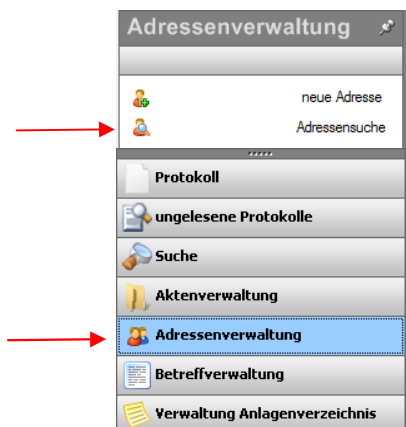 Adressenverwaltung
neue Adresse
Adressensuche
Protokoll
ungelesene Protokolle
Suche
Aktenverwaltung
Adressenverwaltung
Betreffverwaltung
Verwaltung Anlagenverzeichnis